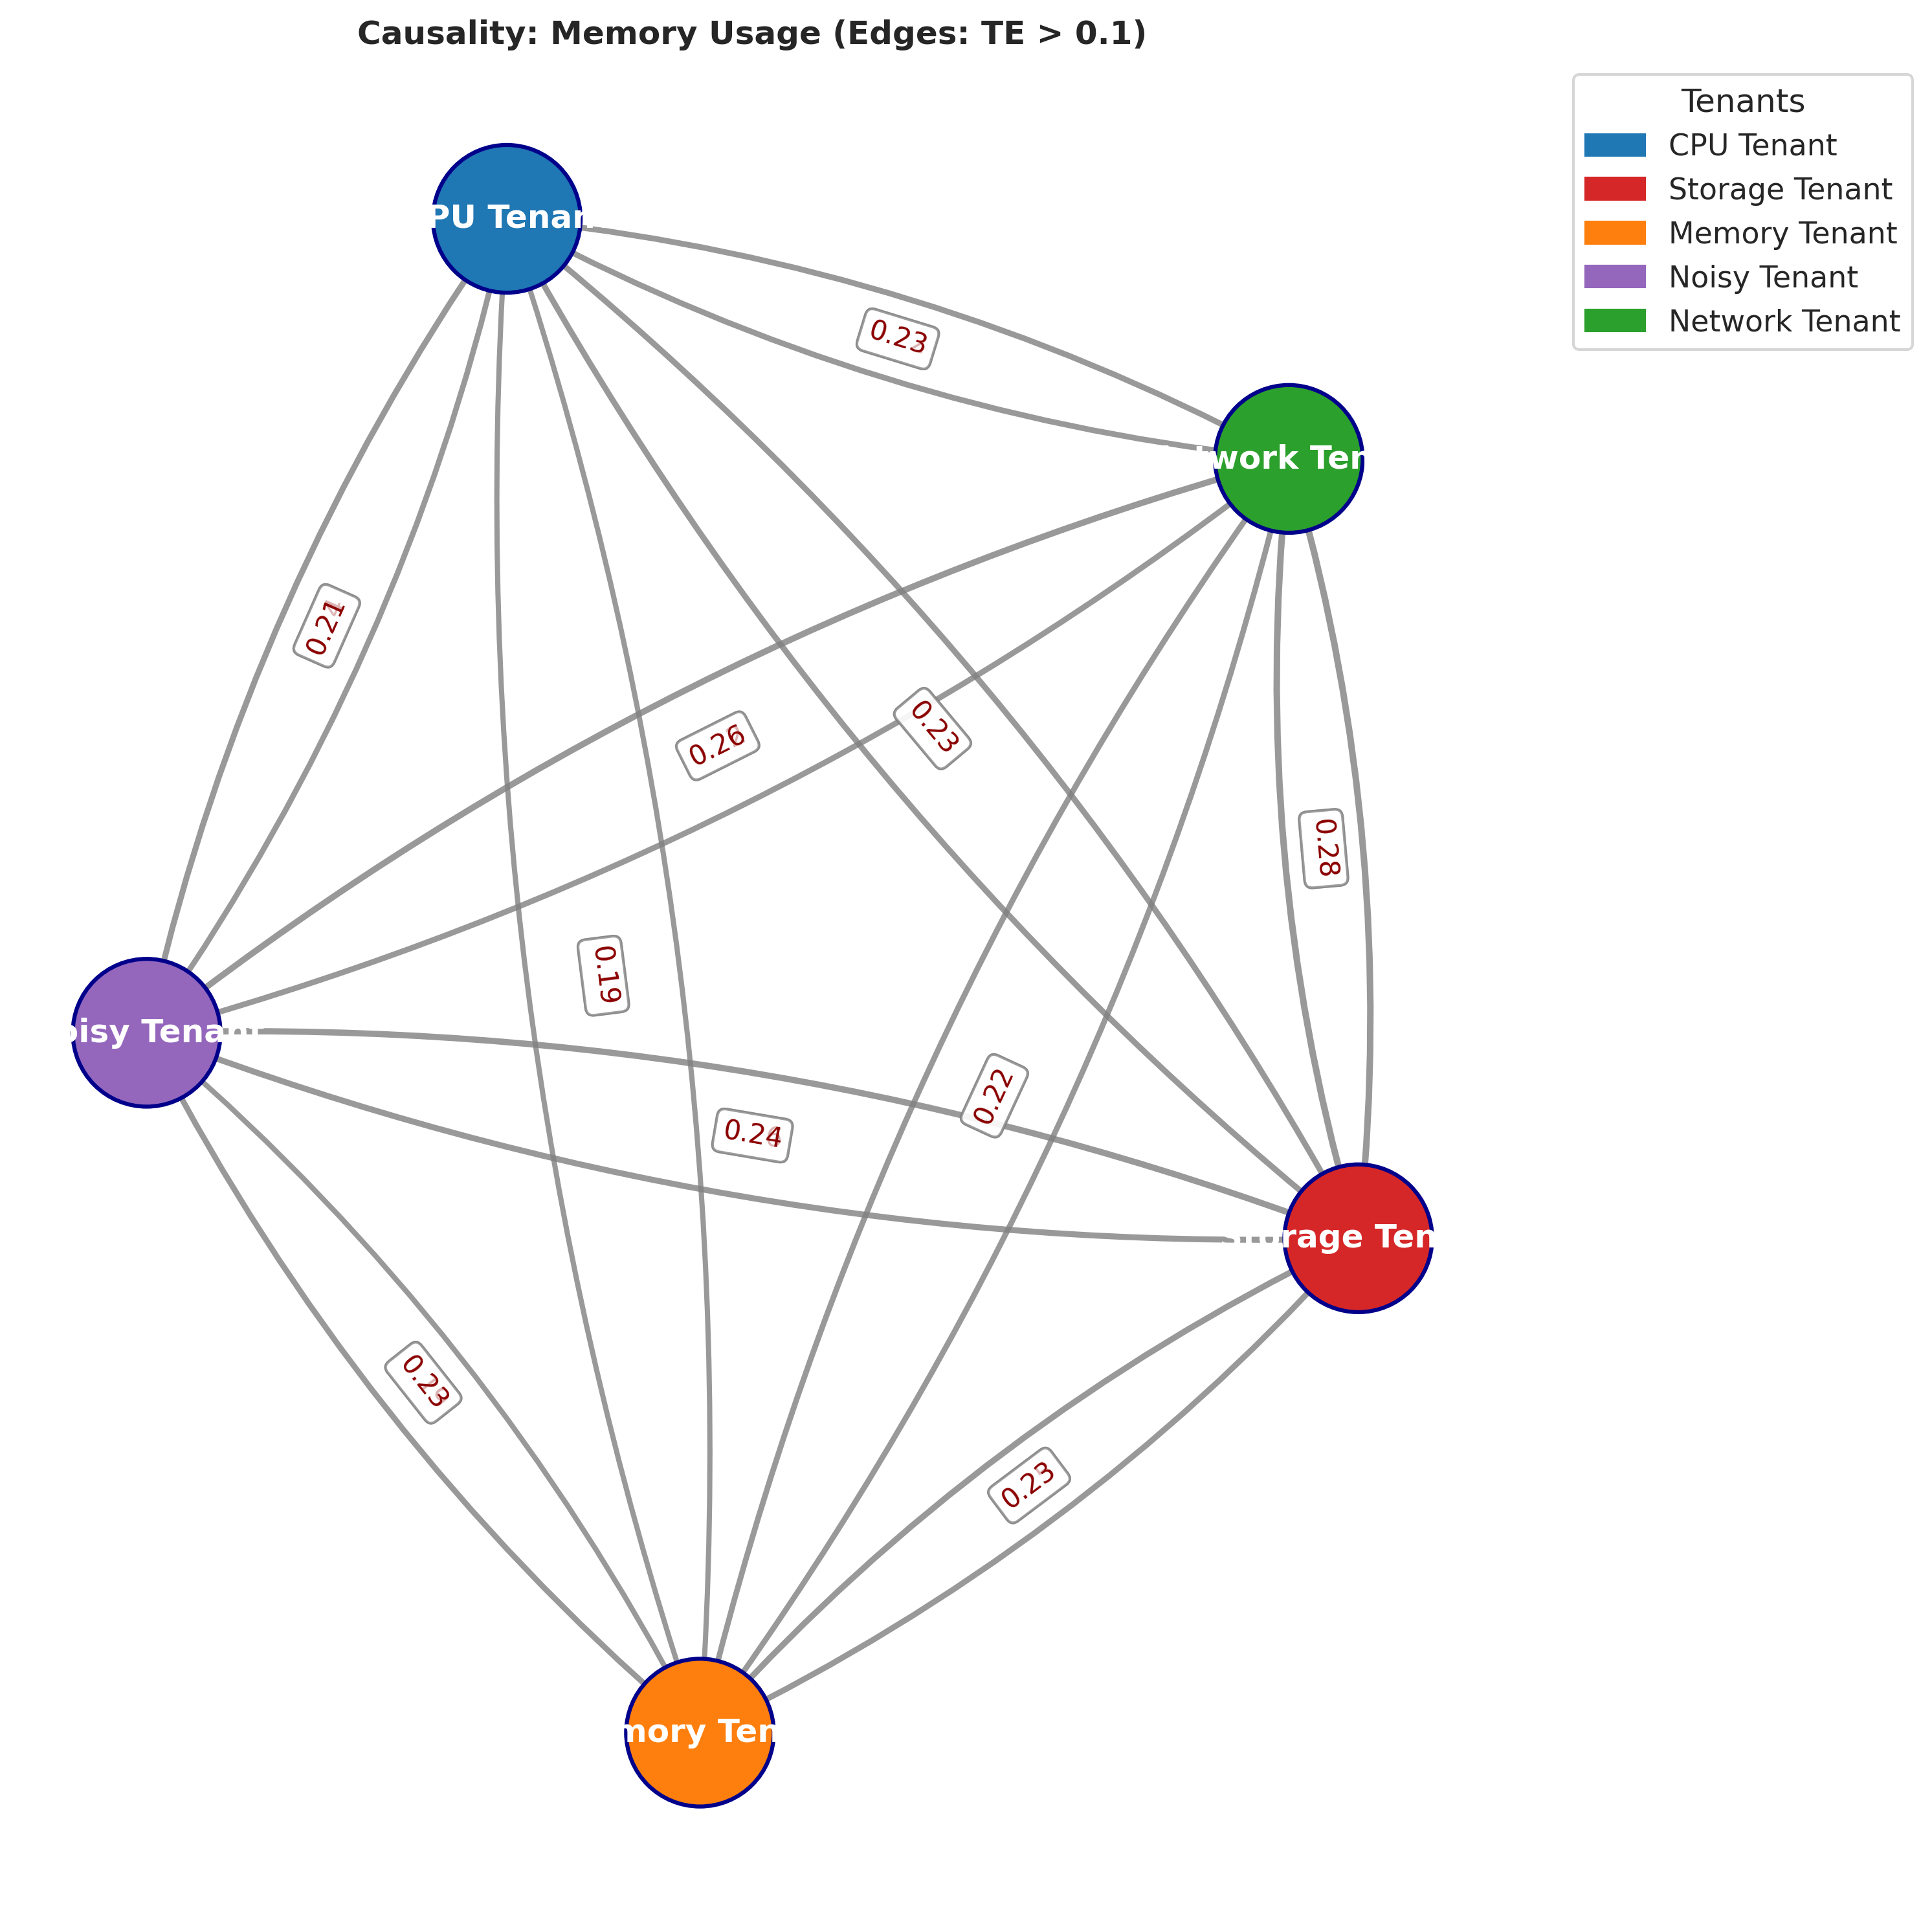 Causality: Memory Usage (Edges: TE > 0.1)
Tenants
CPU Tenant
Storage Tenant
Memory Tenant
Noisy Tenant
Network Tenant
PU Tenan
0.23
work Ten
0.21
0.26
0.23
0.28
0.19
oisy Tena
0.22
0.24
rage Ten
0.23
0.23
mory Ten